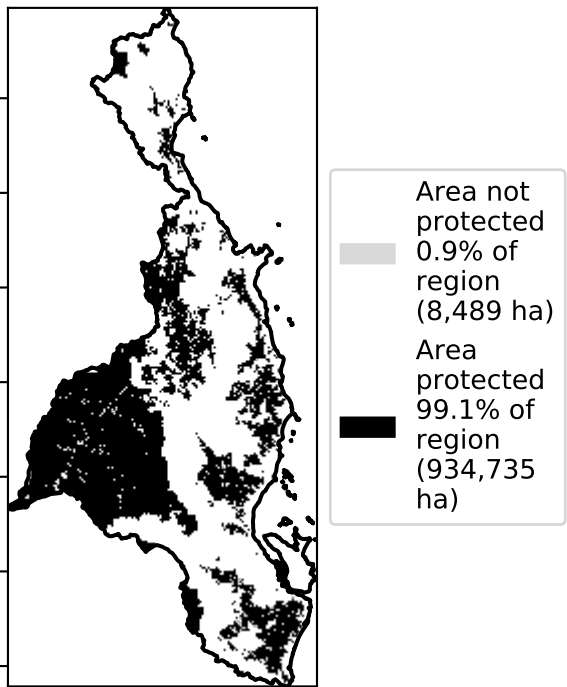 Area not
protected
0.9% of
region
(8,489 ha)
Area
protected
99.1% of
region
(934,735
ha)